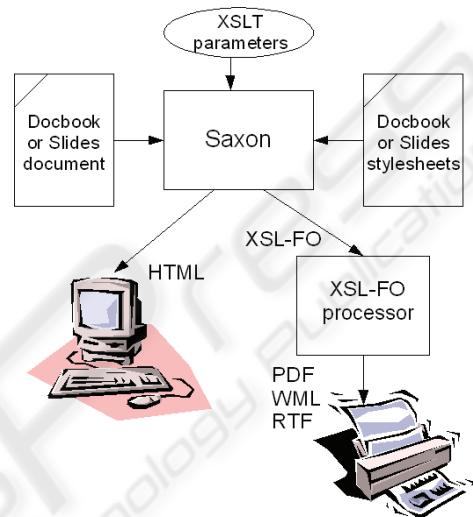 XSLT
parameters
Docbook
or Slides
document
Saxon
Docbook
or Slides
stylesheets
HTML
XSL-FO
XSL-FO
processor
PDF
WML
RTF